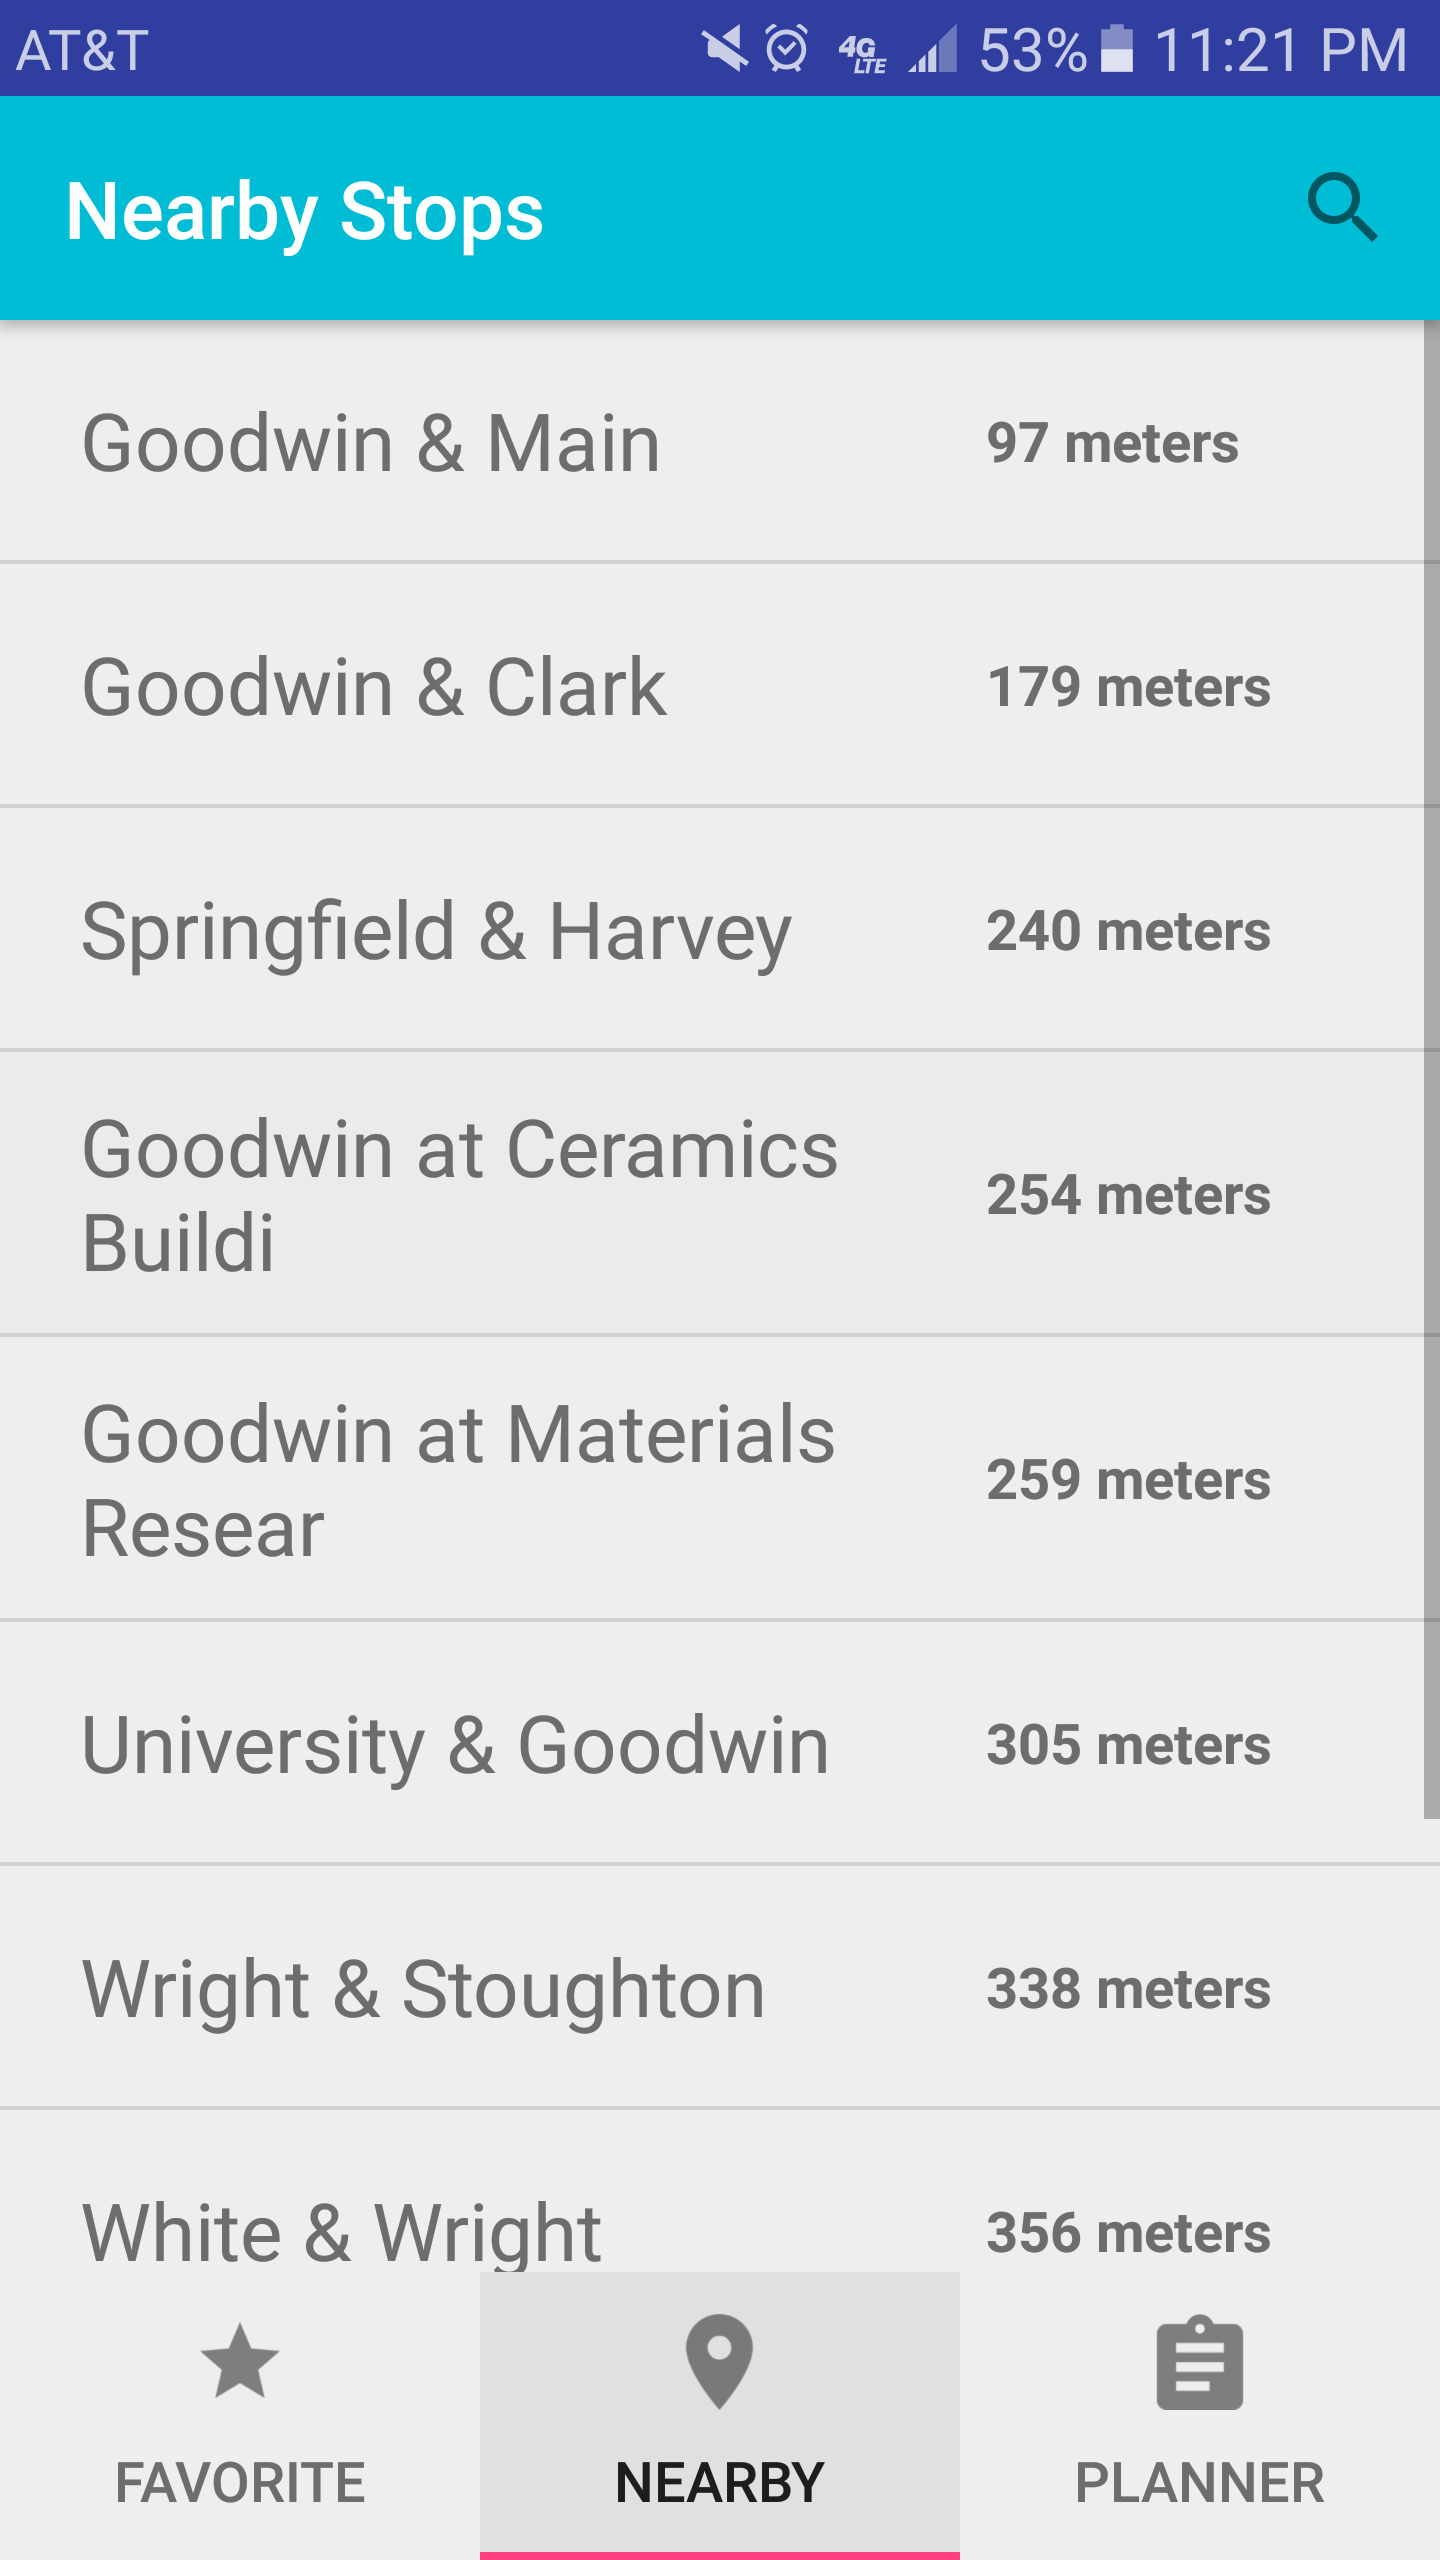 AT&T 4G LTE 53% 11:21 PM
Nearby Stops
Goodwin & Main 97 meters
Goodwin & Clark 179 meters
Springfield & Harvey 240 meters
Goodwin at Ceramics
Buildi
254 meters
Goodwin at Materials
Resear
259 meters
University & Goodwin 305 meters
Wright & Stoughton 338 meters
White & Wright 356 meters
FAVORITE NEARBY PLANNER